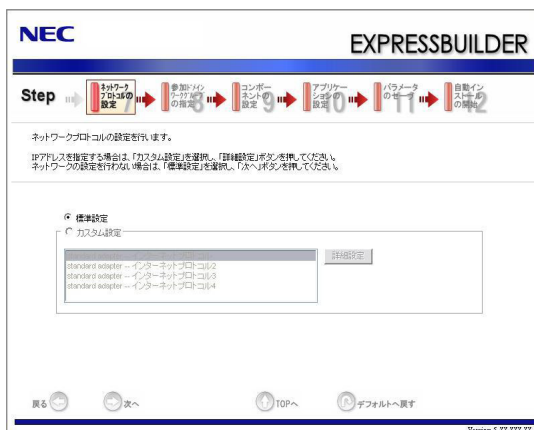 NEC
EXPRESSBUILDER
Step
ネットワーク
プロトコルの
設定 7
参加ドメイン
ワークグループ
の指定 8
コンポー
ネントの
設定 9
アプリケー
ションの
設定 10
パラメータ
のセーブ 11
自動イン
ストール
の開始 12
ネットワークプロトコルの設定を行います。
IPアドレスを指定する場合は、「カスタム設定」を選択し、「詳細設定」ボタンを押してください。
ネットワークの設定を行わない場合は、「標準設定」を選択し、「次へ」ボタンを押してください。
標準設定
カスタム設定
詳細設定
standard adapter -- インターネットプロトコル2
standard adapter -- インターネットプロトコル3
standard adapter -- インターネットプロトコル4
戻る
次へ
TOPへ
デフォルトへ戻す